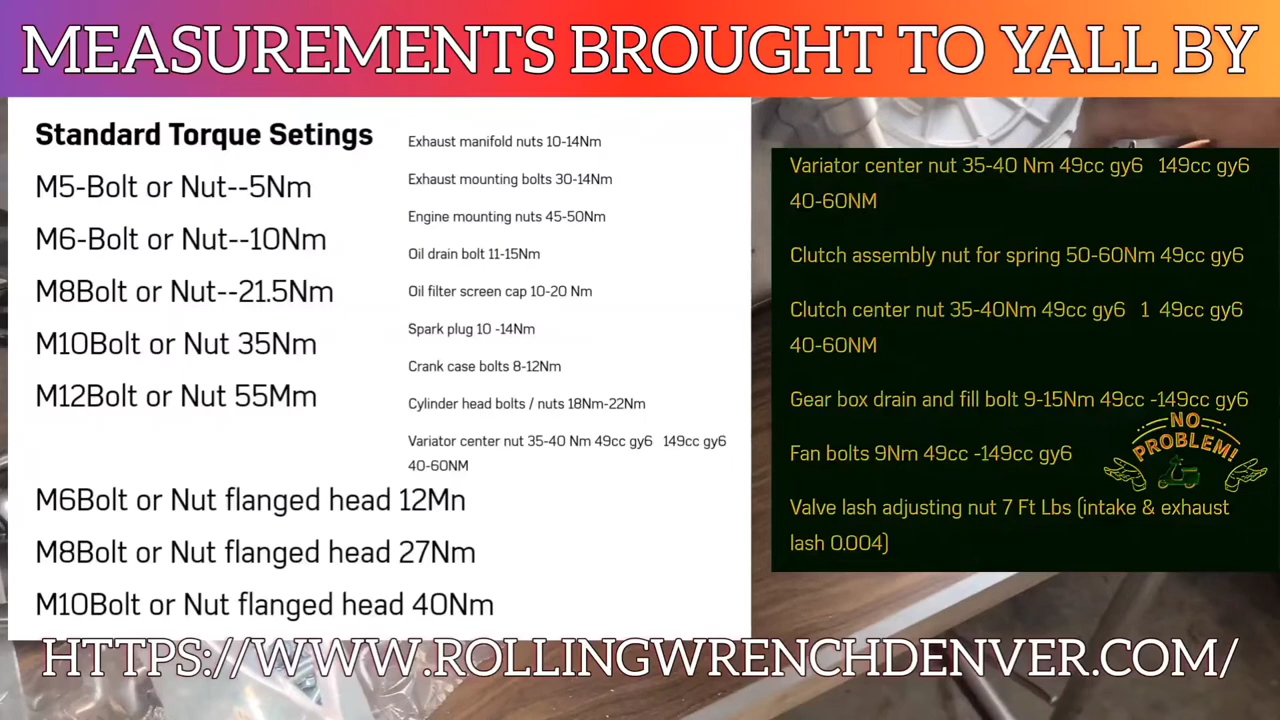 MEASUREMENTS BROUGHT TO YALL BY
Standard Torque Setings
M5-Bolt or Nut--5Nm
M6-Bolt or Nut--10Nm
M8Bolt or Nut--21.5Nm
M10Bolt or Nut 35Nm
M12Bolt or Nut 55Mm
M6Bolt or Nut flanged head 12Mn
M8Bolt or Nut flanged head 27Nm
M10Bolt or Nut flanged head 40Nm
Exhaust manifold nuts 10-14Nm
Exhaust mounting bolts 30-14Nm
Engine mounting nuts 45-50Nm
Oil drain bolt 11-15Nm
Oil filter screen cap 10-20 Nm
Spark plug 10 -14Nm
Crank case bolts 8-12Nm
Cylinder head bolts / nuts 18Nm-22Nm
Variator center nut 35-40 Nm 49cc gy6 149cc gy6
40-60NM
Variator center nut 35-40 Nm 49cc gy6 149cc gy6
40-60NM
Clutch assembly nut for spring 50-60Nm 49cc gy6
Clutch center nut 35-40Nm 49cc gy6 1 49cc gy6
40-60NM
Gear box drain and fill bolt 9-15Nm 49cc -149cc gy6
Fan bolts 9Nm 49cc -149cc gy6
Valve lash adjusting nut 7 Ft Lbs (intake & exhaust
lash 0.004)
NO
PROBLEM!
HTTPS://WWW.ROLLINGWRENCHDENVER.COM/